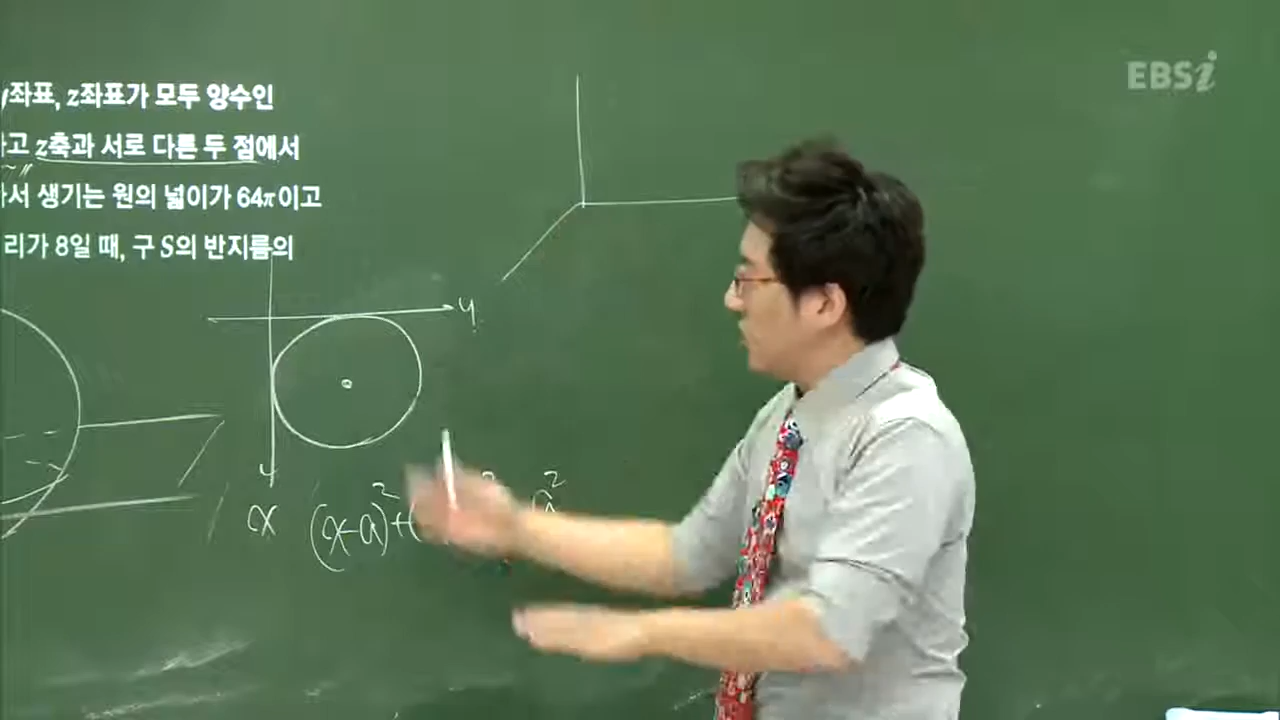 EBSi
좌표, z좌표가 모두 양수인
고 z축과 서로 다른 두 점에서
서 생기는 원의 넓이가 64π이고
리가 8일 때, 구 S의 반지름의
y
x
(x-a)²+(
a²